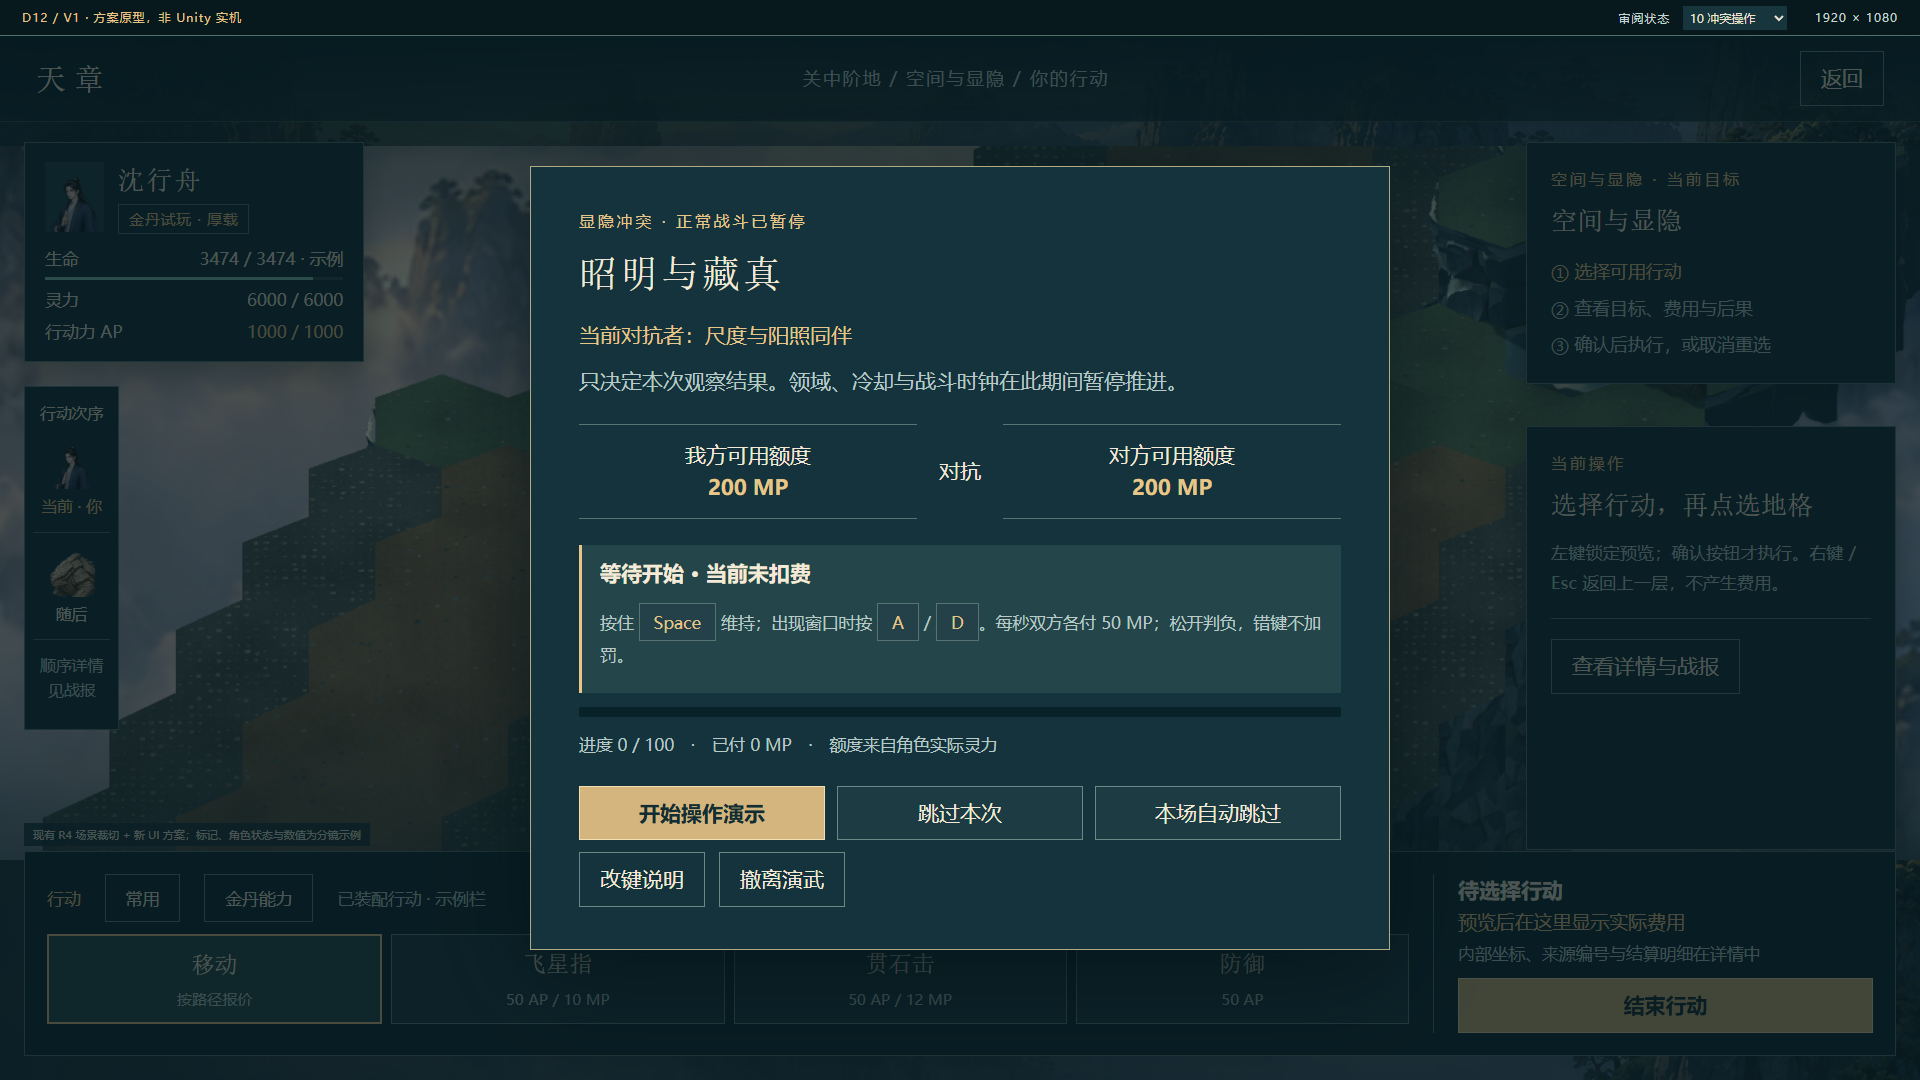 D12 / V1 · 方案原型，非 Unity 实机
审阅状态 10 冲突操作 1920 × 1080
天章
关中阶地 / 空间与显隐 / 你的行动
返回
沈行舟
金丹试玩 · 厚载
生命 3474 / 3474 · 示例
灵力 6000 / 6000
行动力 AP 1000 / 1000
行动次序
当前 · 你
随后
顺序详情
见战报
现有 R4 场景裁切 + 新 UI 方案；标记、角色状态与数值为分镜示例
显隐冲突 · 正常战斗已暂停
昭明与藏真
当前对抗者：尺度与阳照同伴
只决定本次观察结果。领域、冷却与战斗时钟在此期间暂停推进。
我方可用额度
200 MP
对抗
对方可用额度
200 MP
等待开始 · 当前未扣费
按住 Space 维持；出现窗口时按 A / D 。每秒双方各付 50 MP；松开判负，错键不加
罚。
进度 0 / 100 · 已付 0 MP · 额度来自角色实际灵力
开始操作演示
跳过本次
本场自动跳过
改键说明
撤离演武
空间与显隐 · 当前目标
空间与显隐
① 选择可用行动
② 查看目标、费用与后果
③ 确认后执行，或取消重选
当前操作
选择行动，再点选地格
左键锁定预览；确认按钮才执行。右键 /
Esc 返回上一层，不产生费用。
查看详情与战报
行动 常用 金丹能力 已装配行动 · 示例栏
移动
按路径报价
飞星指
50 AP / 10 MP
贯石击
50 AP / 12 MP
防御
50 AP
待选择行动
预览后在这里显示实际费用
内部坐标、来源编号与结算明细在详情中
结束行动